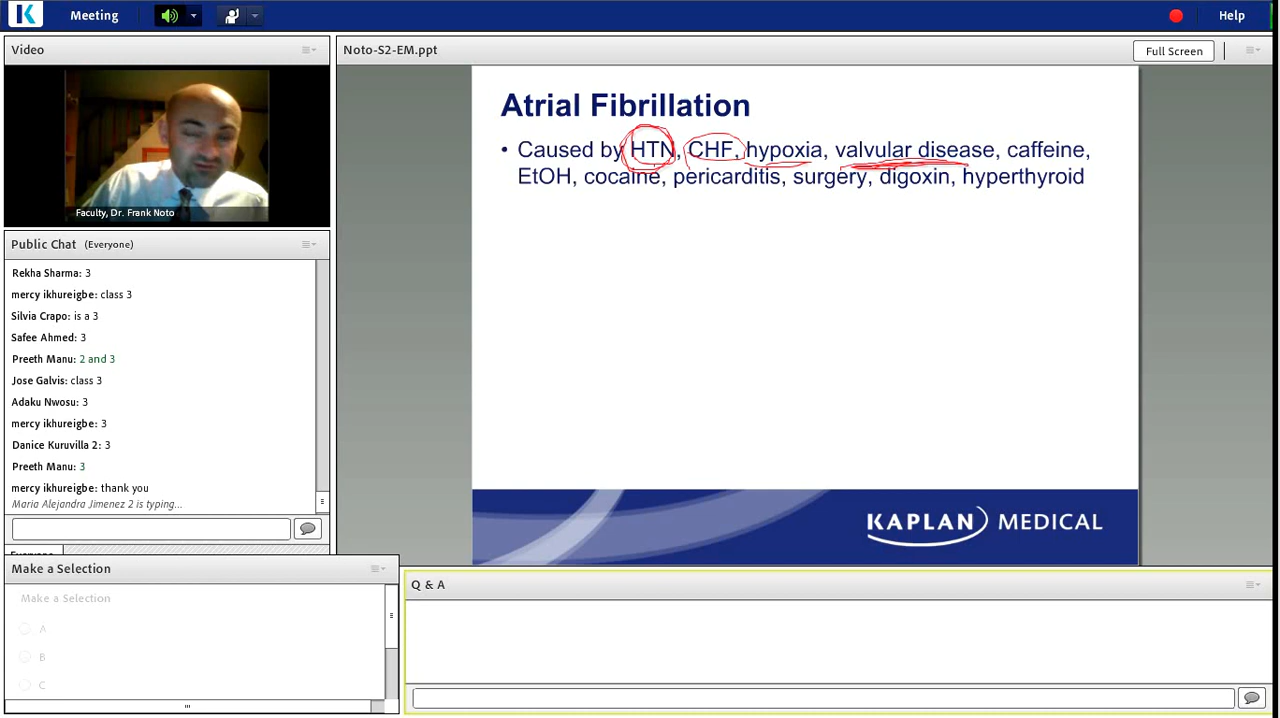 Meeting
Help
Video
Faculty, Dr. Frank Noto
Public Chat (Everyone)
Rekha Sharma: 3
mercy ikhureigbe: class 3
Silvia Crapo: is a 3
Safee Ahmed: 3
Preeth Manu: 2 and 3
Jose Galvis: class 3
Adaku Nwosu: 3
mercy ikhureigbe: 3
Danice Kuruvilla 2: 3
Preeth Manu: 3
mercy ikhureigbe: thank you
Maria Alejandra Jimenez 2 is typing...
Everyone
Make a Selection
Make a Selection
A
B
C
Noto-S2-EM.ppt
Full Screen
Atrial Fibrillation
• Caused by HTN, CHF, hypoxia, valvular disease, caffeine,
EtOH, cocaine, pericarditis, surgery, digoxin, hyperthyroid
KAPLAN MEDICAL
Q & A